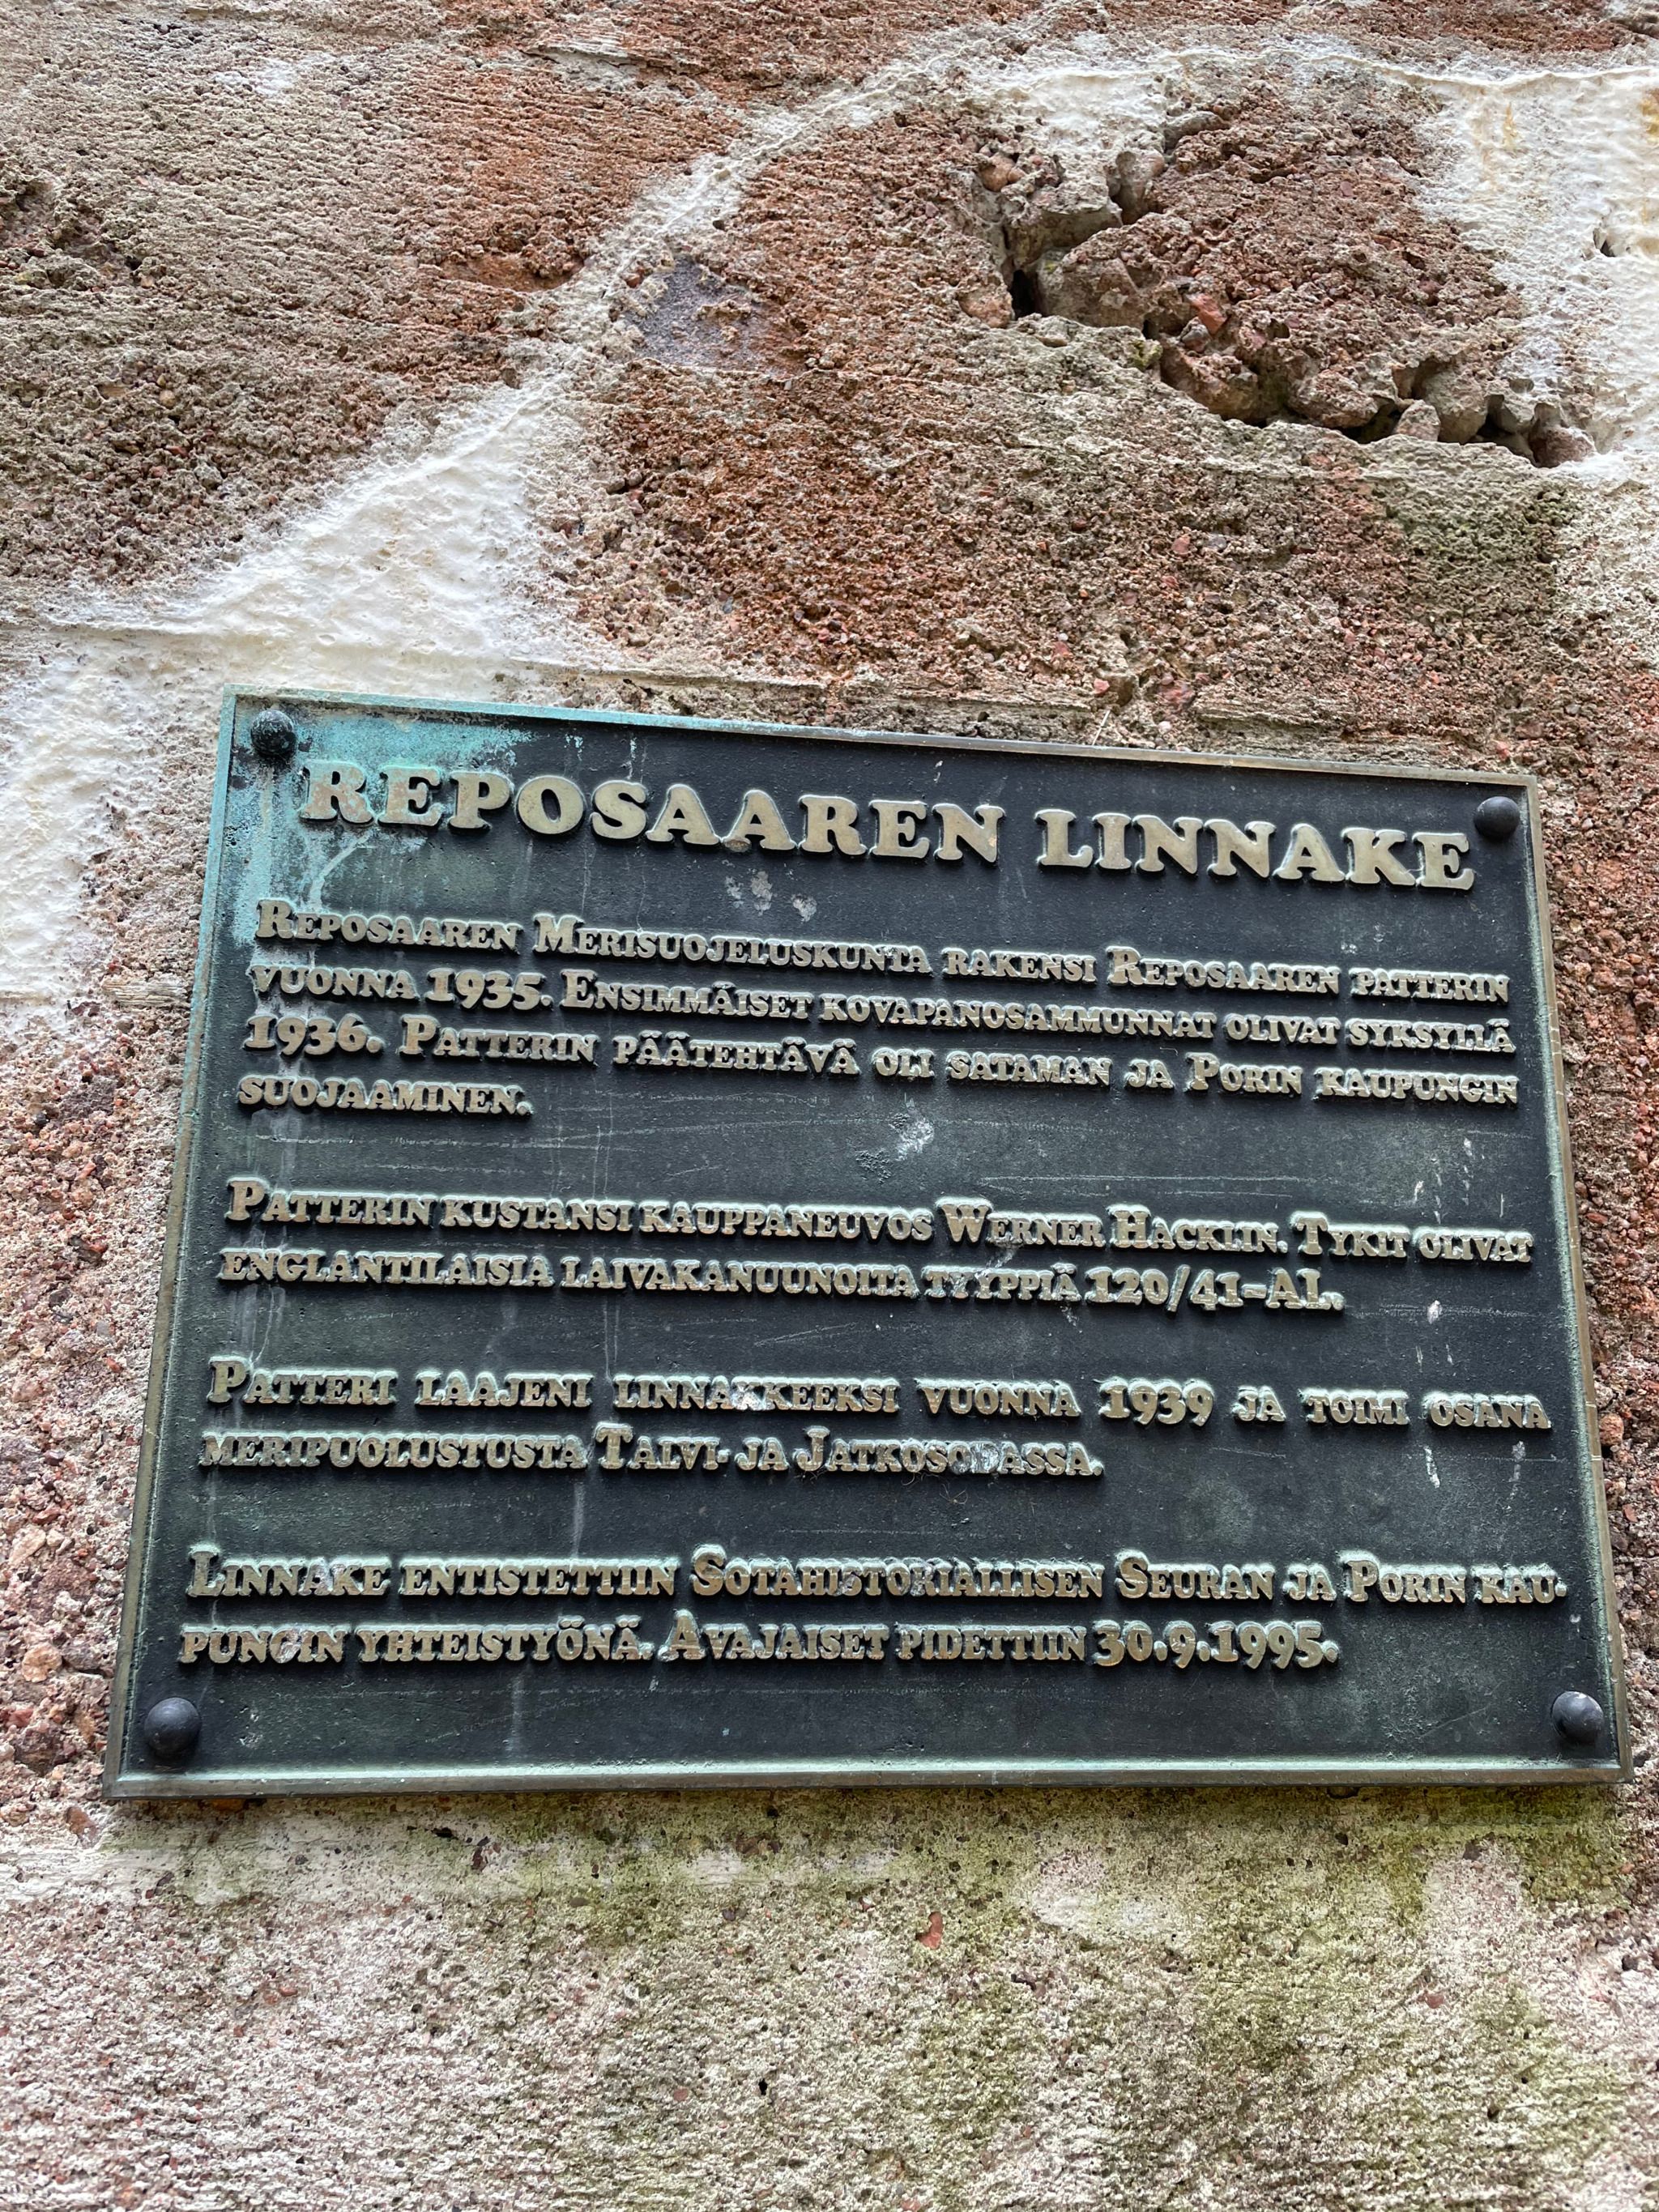 REPOSAAREN LINNAKE
REPOSAAREN MERISUOJELUSKUNTA RAKENSI REPOSAAREN PATTERIN
VUONNA 1935. ENSIMMÄISET KOVAPANOSAMMUNNAT OLIVAT SYKSYLLÄ
1936. PATTERIN PÄÄTEHTÄVÄ OLI SATAMAN JA PORIN KAUPUNGIN
SUOJAAMINEN.
PATTERIN KUSTANSI KAUPPANEUVOS WERNER HACKLIN. TYKIT OLIVAT
ENGLANTILAISIA LAIVAKANUUNOITA TYYPPIÄ 120/41-AL.
PATTERI LAAJENI LINNAKKEEKSI VUONNA 1939 JA TOIMI OSANA
MERIPUOLUSTUSTA TALVI- JA JATKOSODASSA.
LINNAKE ENTISTETTIIN SOTAHISTORIALLISEN SEURAN JA PORIN KAU-
PUNGIN YHTEISTYÖNÄ. AVAJAISET PIDETTIIN 30.9.1995.